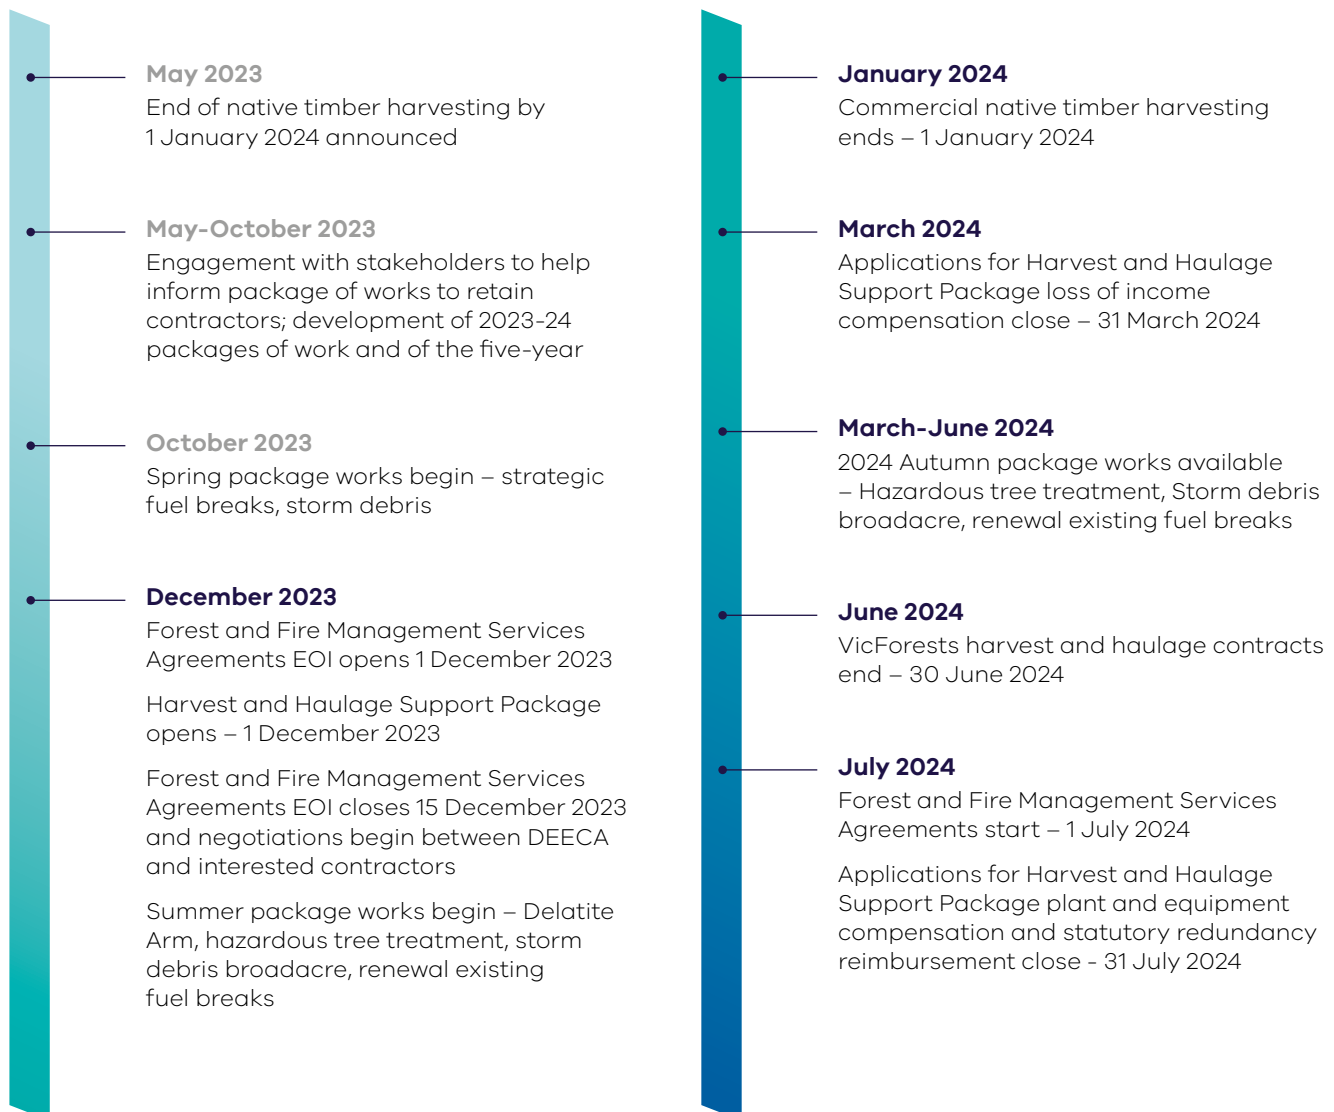 May 2023
End of native timber harvesting by
1 January 2024 announced
May-October 2023
Engagement with stakeholders to help
inform package of works to retain
contractors; development of 2023-24
packages of work and of the five-year
October 2023
Spring package works begin – strategic
fuel breaks, storm debris
December 2023
Forest and Fire Management Services
Agreements EOI opens 1 December 2023
Harvest and Haulage Support Package
opens – 1 December 2023
Forest and Fire Management Services
Agreements EOI closes 15 December 2023
and negotiations begin between DEECA
and interested contractors
Summer package works begin – Delatite
Arm, hazardous tree treatment, storm
debris broadacre, renewal existing
fuel breaks
January 2024
Commercial native timber harvesting
ends – 1 January 2024
March 2024
Applications for Harvest and Haulage
Support Package loss of income
compensation close – 31 March 2024
March-June 2024
2024 Autumn package works available
– Hazardous tree treatment, Storm debris
broadacre, renewal existing fuel breaks
June 2024
VicForests harvest and haulage contracts
end – 30 June 2024
July 2024
Forest and Fire Management Services
Agreements start – 1 July 2024
Applications for Harvest and Haulage
Support Package plant and equipment
compensation and statutory redundancy
reimbursement close - 31 July 2024